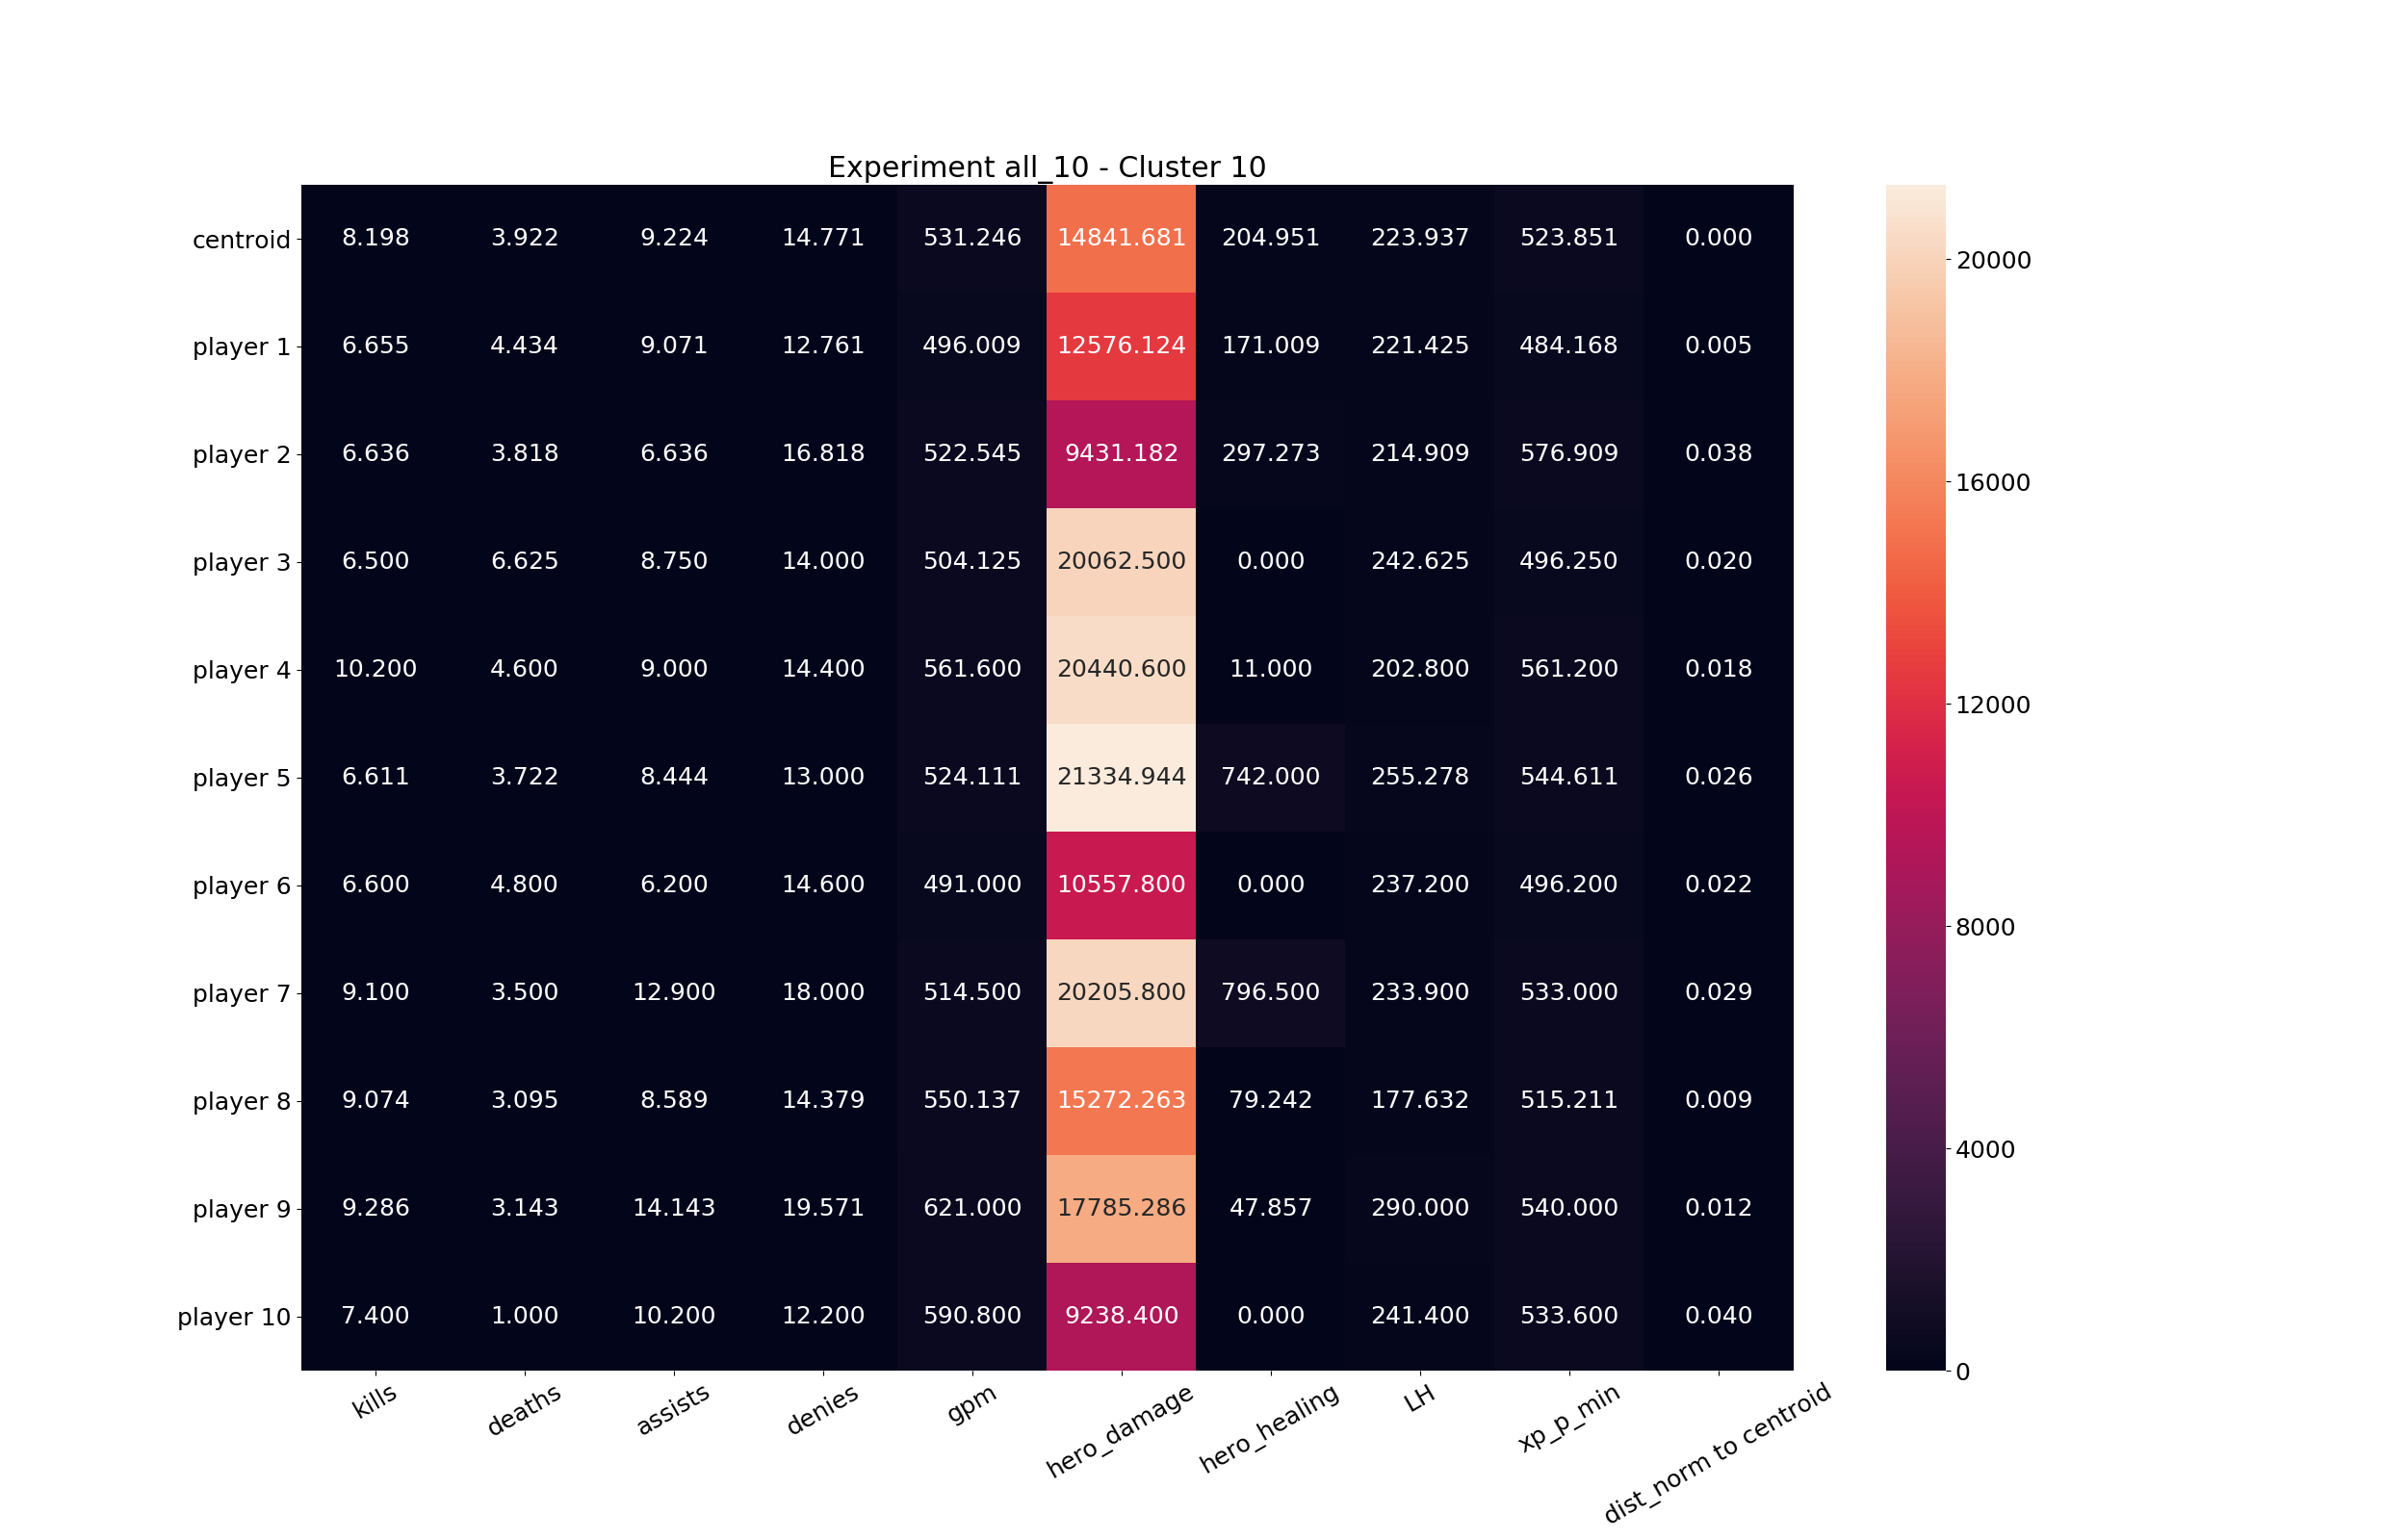 Experiment all_10 - Cluster 10
centroid 8.198 3.922 9.224 14.771 531.246 14841.681 204.951 223.937 523.851 0.000
player 1 6.655 4.434 9.071 12.761 496.009 12576.124 171.009 221.425 484.168 0.005
player 2 6.636 3.818 6.636 16.818 522.545 9431.182 297.273 214.909 576.909 0.038
player 3 6.500 6.625 8.750 14.000 504.125 20062.500 0.000 242.625 496.250 0.020
player 4 10.200 4.600 9.000 14.400 561.600 20440.600 11.000 202.800 561.200 0.018
player 5 6.611 3.722 8.444 13.000 524.111 21334.944 742.000 255.278 544.611 0.026
player 6 6.600 4.800 6.200 14.600 491.000 10557.800 0.000 237.200 496.200 0.022
player 7 9.100 3.500 12.900 18.000 514.500 20205.800 796.500 233.900 533.000 0.029
player 8 9.074 3.095 8.589 14.379 550.137 15272.263 79.242 177.632 515.211 0.009
player 9 9.286 3.143 14.143 19.571 621.000 17785.286 47.857 290.000 540.000 0.012
player 10 7.400 1.000 10.200 12.200 590.800 9238.400 0.000 241.400 533.600 0.040
kills deaths assists denies gpm hero_damage hero_healing LH xp_p_min dist_norm to centroid
20000
16000
12000
8000
4000
0